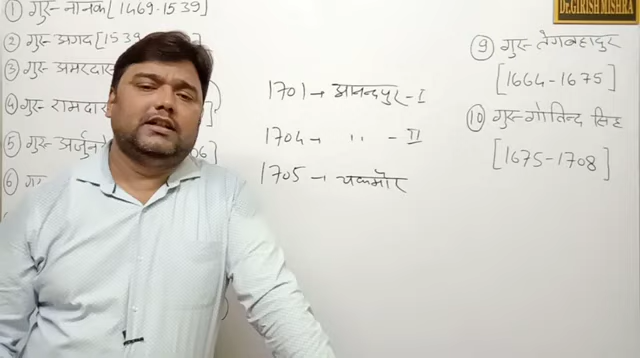 ① गुरु नानक [1469-1539]
② गुरु अंगद [1539-
③ गुरु अमरदास
④ गुरु रामदास
⑤ गुरु अर्जुन
⑥ गुरु
1701 → आनन्दपुर - I
1704 → " - II
1705 → चमकौर
Dr.GIRISH MISHRA
⑨ गुरु तेगबहादुर
[1664-1675]
⑩ गुरु गोविन्द सिंह
[1675-1708]